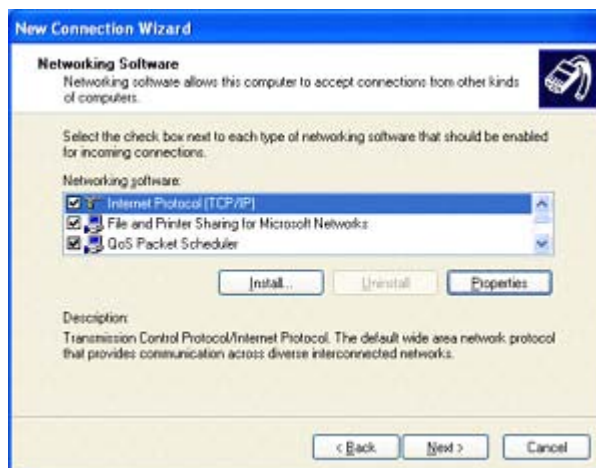 New Connection Wizard
Networking Software
Networking software allows this computer to accept connections from other kinds
of computers.
Select the check box next to each type of networking software that should be enabled
for incoming connections.
Networking software:
Internet Protocol (TCP/IP)
File and Printer Sharing for Microsoft Networks
QoS Packet Scheduler
Install...
Uninstall
Properties
Description:
Transmission Control Protocol/Internet Protocol. The default wide area network protocol
that provides communication across diverse interconnected networks.
< Back
Next >
Cancel